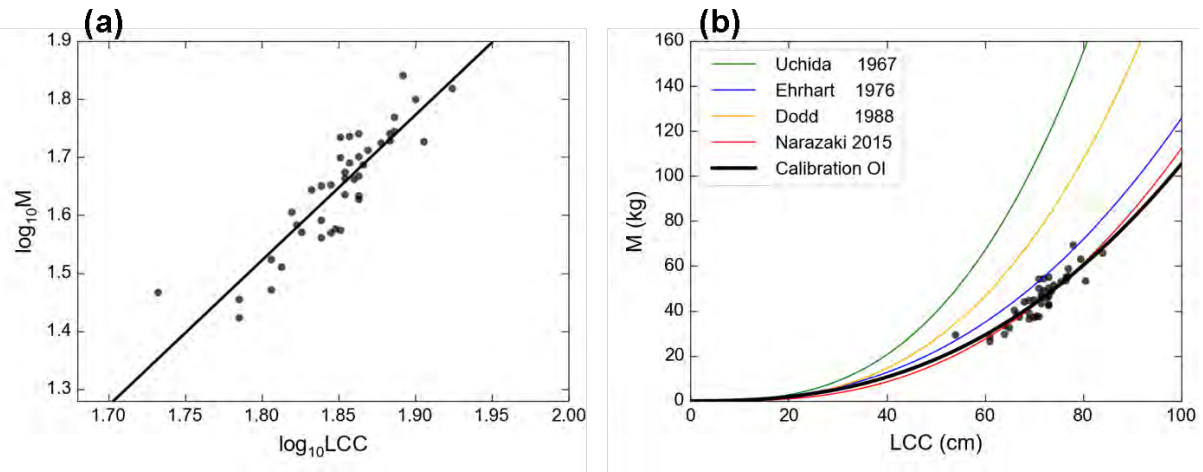 (a)
1.9
1.8
1.7
1.6
1.5
1.4
1.3
log₁₀M
1.70 1.75 1.80 1.85 1.90 1.95 2.00
log₁₀LCC
(b)
160
140
120
100
80
60
40
20
0
M (kg)
Uchida 1967
Ehrhart 1976
Dodd 1988
Narazaki 2015
Calibration OI
0 20 40 60 80 100
LCC (cm)